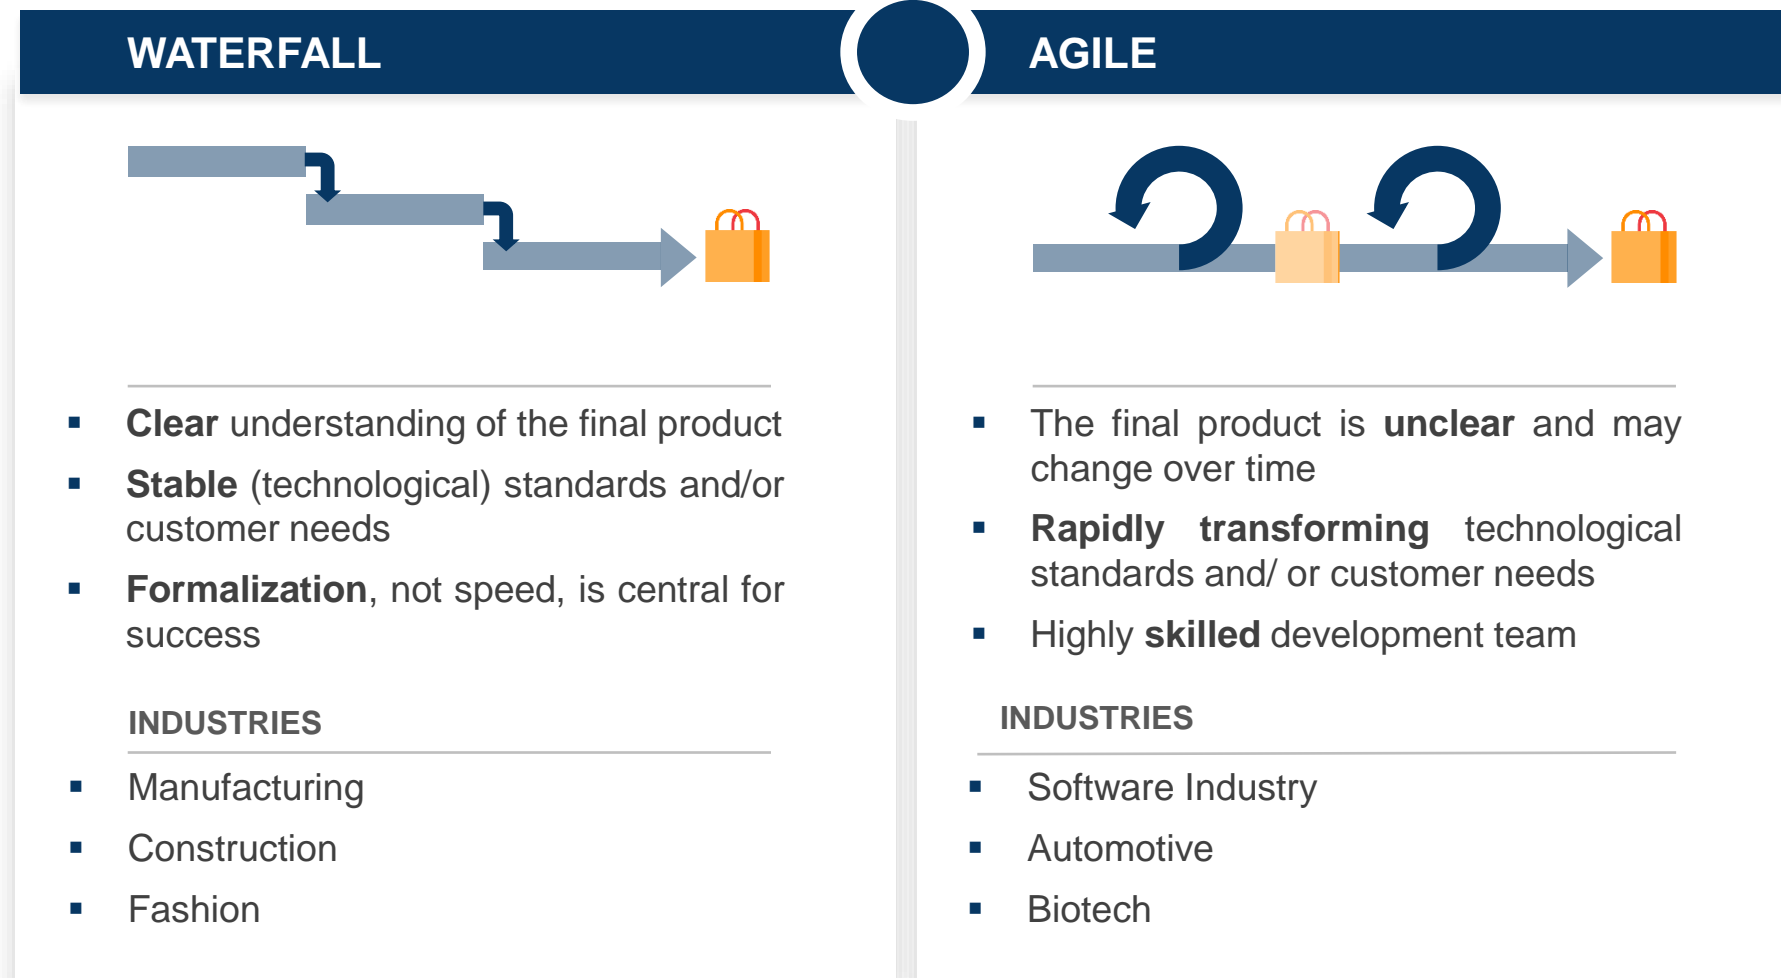 WATERFALL
Clear understanding of the final product
Stable (technological) standards and/or
customer needs
Formalization, not speed, is central for
success
INDUSTRIES
Manufacturing
Construction
Fashion
AGILE
The final product is unclear and may
change over time
Rapidly transforming technological
standards and/ or customer needs
Highly skilled development team
INDUSTRIES
Software Industry
Automotive
Biotech